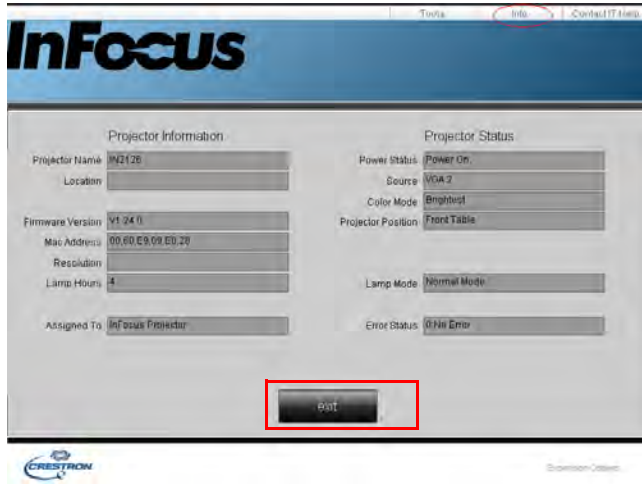 Tools Info Contact IT Help
InFocus
Projector Information Projector Status
Projector Name IN2126 Power Status Power On
Location Source VGA 2
Color Mode Brightest
Firmware Version V1.24.0 Projector Position Front Table
Mac Address 00.60.E9.09.E0.28
Resolution
Lamp Hours 4 Lamp Mode Normal Mode
Assigned To InFocus Projector Error Status 0:No Error
exit
CRESTRON Expansion Options